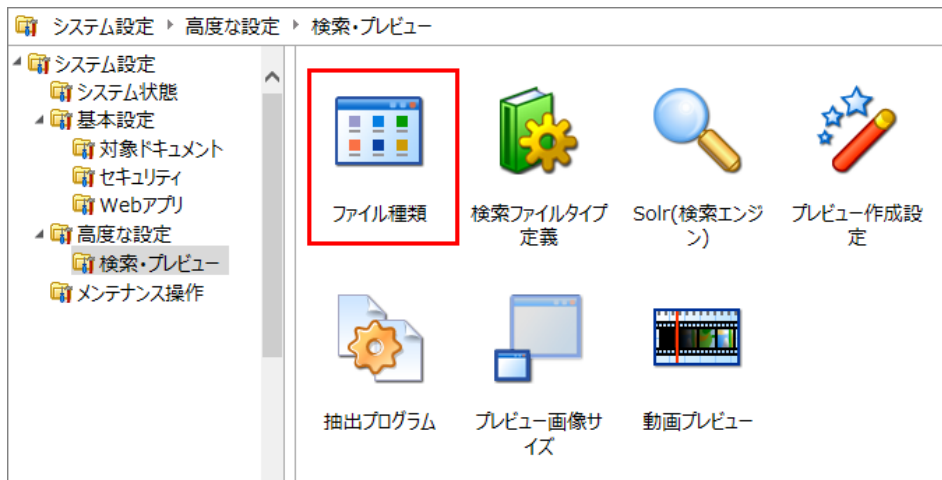 システム設定 ▸ 高度な設定 ▸ 検索・プレビュー
システム設定
システム状態
基本設定
対象ドキュメント
セキュリティ
Webアプリ
高度な設定
検索・プレビュー
メンテナンス操作
ファイル種類
検索ファイルタイプ
定義
Solr(検索エンジ
ン)
プレビュー作成設
定
抽出プログラム
プレビュー画像サ
イズ
動画プレビュー